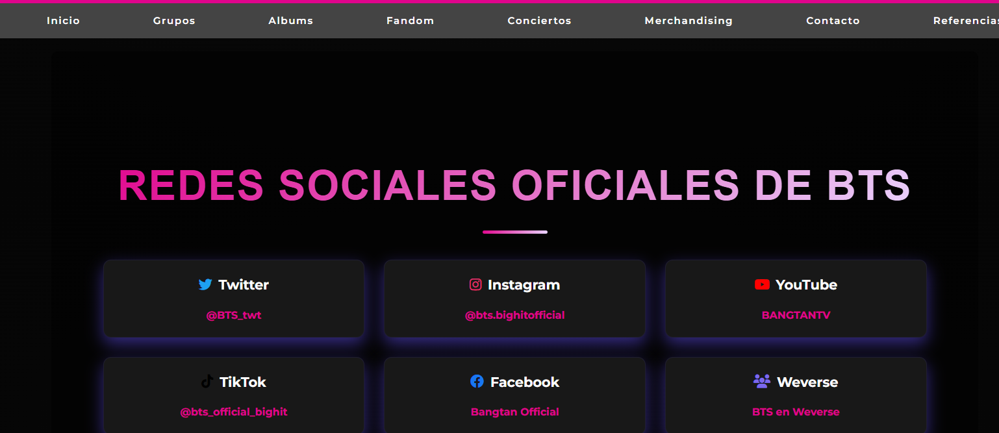 Inicio Grupos Albums Fandom Conciertos Merchandising Contacto Referencias
REDES SOCIALES OFICIALES DE BTS
Twitter Instagram YouTube
@BTS_twt @bts.bighitofficial BANGTANTV
TikTok Facebook Weverse
@bts_official_bighit Bangtan Official BTS en Weverse